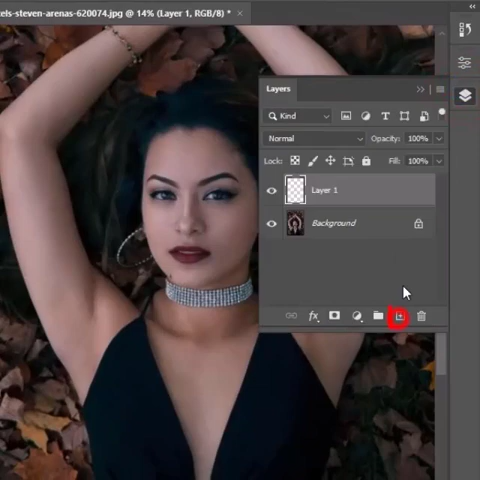 els-steven-arenas-620074.jpg @ 14% (Layer 1, RGB/8) *
Layers
Kind
Normal Opacity: 100%
Lock: Fill: 100%
Layer 1
Background
fx